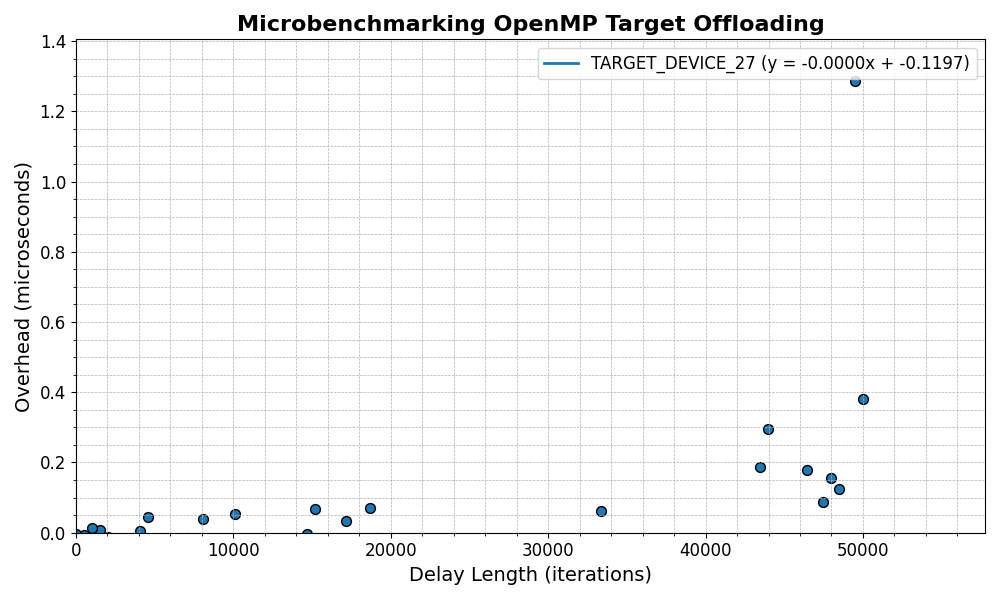 Microbenchmarking OpenMP Target Offloading
TARGET_DEVICE_27 (y = -0.0000x + -0.1197)
1.4
1.2
1.0
0.8
0.6
0.4
0.2
0.0
Overhead (microseconds)
0 10000 20000 30000 40000 50000
Delay Length (iterations)